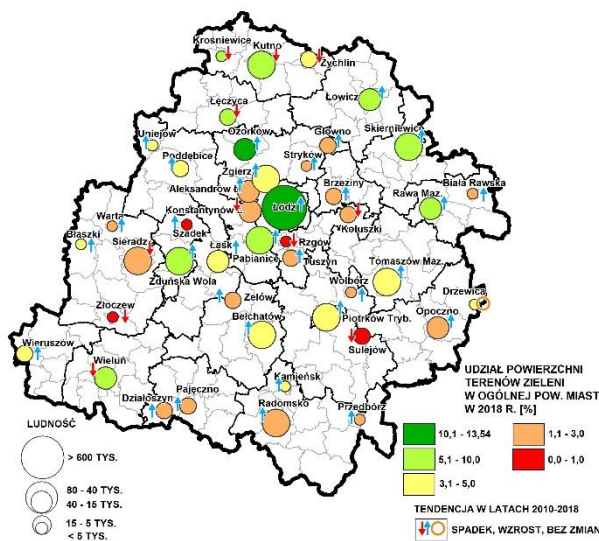 Krośniewice
Kutno
Żychlin
Łęczyca
Łowicz
Uniejów
Ozorków
Głowno
Skierniewice
Poddębice
Zgierz
Stryków
Aleksandrów Ł.
Brzeziny
Rawa Maz.
Biała Rawska
Łódź
Warta
Konstantynów Ł.
Koluszki
Błaszki
Szadek
Sieradz
Łask
Pabianice
Rzgów
Tuszyn
Zduńska Wola
Tomaszów Maz.
Złoczew
Zelów
Wolbórz
Drzewica
Bełchatów
Piotrków Tryb.
Opoczno
Wieruszów
Sulejów
Wieluń
Kamieńsk
Działoszyn
Pajęczno
Radomsko
Przedbórz
LUDNOŚĆ
> 600 TYS.
80 - 40 TYS.
40 - 15 TYS.
15 - 5 TYS.
< 5 TYS.
UDZIAŁ POWIERZCHNI
TERENÓW ZIELENI
W OGÓLNEJ POW. MIAST
W 2018 R. [%]
10,1 - 13,54
1,1 - 3,0
5,1 - 10,0
0,0 - 1,0
3,1 - 5,0
TENDENCJA W LATACH 2010-2018
SPADEK, WZROST, BEZ ZMIAN